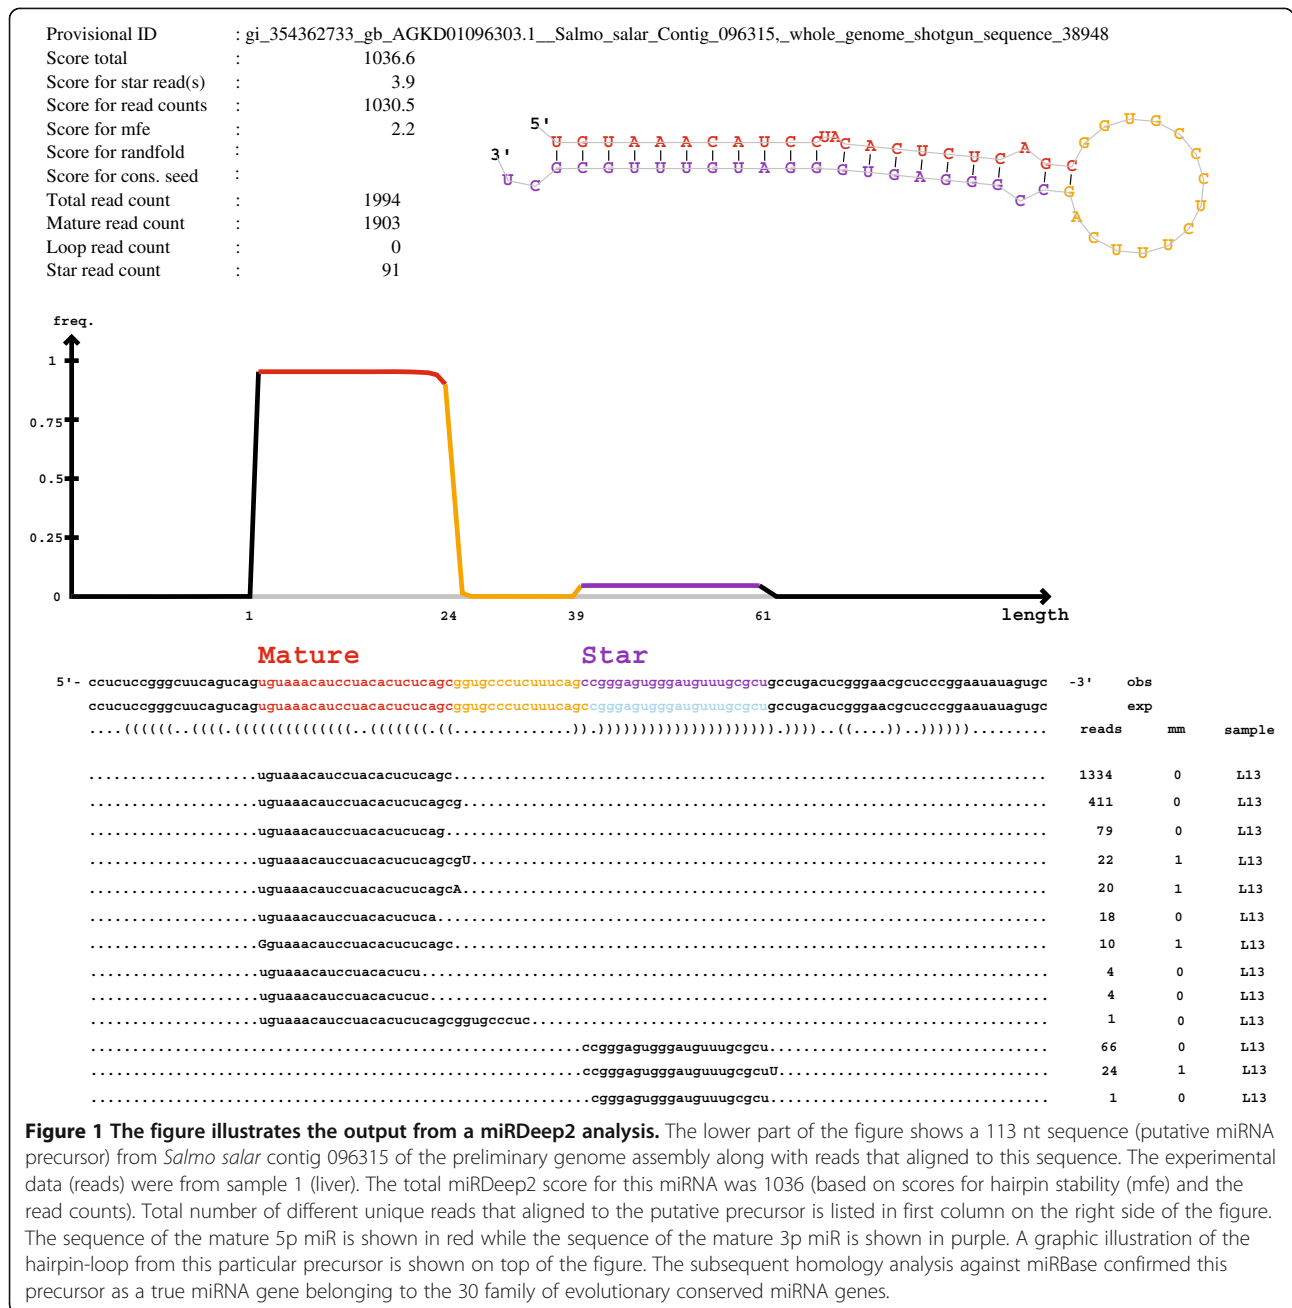 Provisional ID : gi_354362733_gb_AGKD01096303.1__Salmo_salar_Contig_096315,_whole_genome_shotgun_sequence_38948
Score total : 1036.6
Score for star read(s) : 3.9
Score for read counts : 1030.5
Score for mfe : 2.2
Score for randfold :
Score for cons. seed :
Total read count : 1994
Mature read count : 1903
Loop read count : 0
Star read count : 91
5'
U G U A A A C A U C C U A C A C U C U C A G C G G U G C C C U C U U U C A G
3'
U C G C G U U U G U A G G G U G A G G G C C
freq.
1
0.75
0.5
0.25
0
1 24 39 61 length
Mature Star
5'- ccucuccgggcuucagucaguguaaacauccuacacucucagcggugcccucuuucagccgggagugggauguuugcgcugccugacucgggaacgcucccggaauauagugc -3' obs
ccucuccgggcuucagucaguguaaacauccuacacucucagcggugcccucuuucagccgggagugggauguuugcgcugccugacucgggaacgcucccggaauauagugc exp
....((((((..((((.((((((((((((((..(((((((.((..............)).))))))))))))))))))))).))))..((....))..))))))......... reads mm sample
....................uguaaacauccuacacucucagc...................................................................... 1334 0 L13
....................uguaaacauccuacacucucagcg..................................................................... 411 0 L13
....................uguaaacauccuacacucucag....................................................................... 79 0 L13
....................uguaaacauccuacacucucagcgU.................................................................... 22 1 L13
....................uguaaacauccuacacucucagcA..................................................................... 20 1 L13
....................uguaaacauccuacacucuca........................................................................ 18 0 L13
....................Gguaaacauccuacacucucagc...................................................................... 10 1 L13
....................uguaaacauccuacacucu.......................................................................... 4 0 L13
....................uguaaacauccuacacucuc......................................................................... 4 0 L13
....................uguaaacauccuacacucucagcggugcccuc............................................................. 1 0 L13
..........................................................ccgggagugggauguuugcgcu................................. 66 0 L13
..........................................................ccgggagugggauguuugcgcuU................................ 24 1 L13
...........................................................cgggagugggauguuugcgcu................................. 1 0 L13
Figure 1 The figure illustrates the output from a miRDeep2 analysis. The lower part of the figure shows a 113 nt sequence (putative miRNA
precursor) from Salmo salar contig 096315 of the preliminary genome assembly along with reads that aligned to this sequence. The experimental
data (reads) were from sample 1 (liver). The total miRDeep2 score for this miRNA was 1036 (based on scores for hairpin stability (mfe) and the
read counts). Total number of different unique reads that aligned to the putative precursor is listed in first column on the right side of the figure.
The sequence of the mature 5p miR is shown in red while the sequence of the mature 3p miR is shown in purple. A graphic illustration of the
hairpin-loop from this particular precursor is shown on top of the figure. The subsequent homology analysis against miRBase confirmed this
precursor as a true miRNA gene belonging to the 30 family of evolutionary conserved miRNA genes.